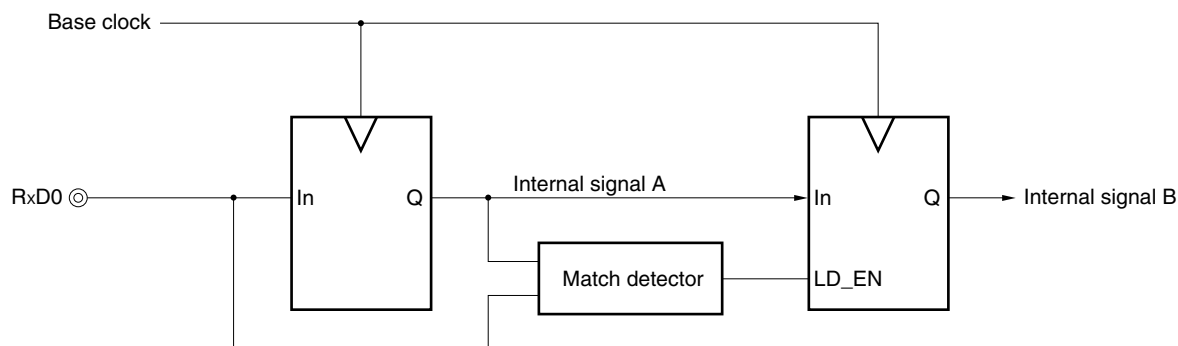 Base clock
RxD0
In
Q
Internal signal A
In
Q
Internal signal B
Match detector
LD_EN